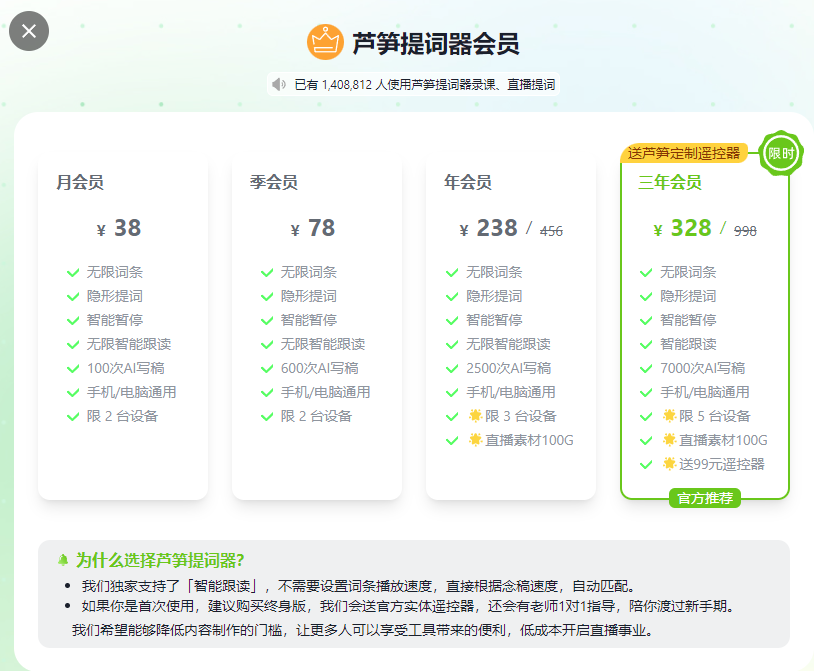 芦笋提词器会员
已有 1,408,812 人使用芦笋提词器录课、直播提词
月会员
¥ 38
无限词条
隐形提词
智能暂停
无限智能跟读
100次AI写稿
手机/电脑通用
限 2 台设备
季会员
¥ 78
无限词条
隐形提词
智能暂停
无限智能跟读
600次AI写稿
手机/电脑通用
限 2 台设备
年会员
¥ 238 / 456
无限词条
隐形提词
智能暂停
无限智能跟读
2500次AI写稿
手机/电脑通用
🌟限 3 台设备
🌟直播素材100G
送芦笋定制遥控器
限时
三年会员
¥ 328 / 998
无限词条
隐形提词
智能暂停
智能跟读
7000次AI写稿
手机/电脑通用
🌟限 5 台设备
🌟直播素材100G
🌟送99元遥控器
官方推荐
为什么选择芦笋提词器?
• 我们独家支持了「智能跟读」，不需要设置词条播放速度，直接根据念稿速度，自动匹配。
• 如果你是首次使用，建议购买终身版，我们会送官方实体遥控器，还会有老师1对1指导，陪你渡过新手期。
我们希望能够降低内容制作的门槛，让更多人可以享受工具带来的便利，低成本开启直播事业。